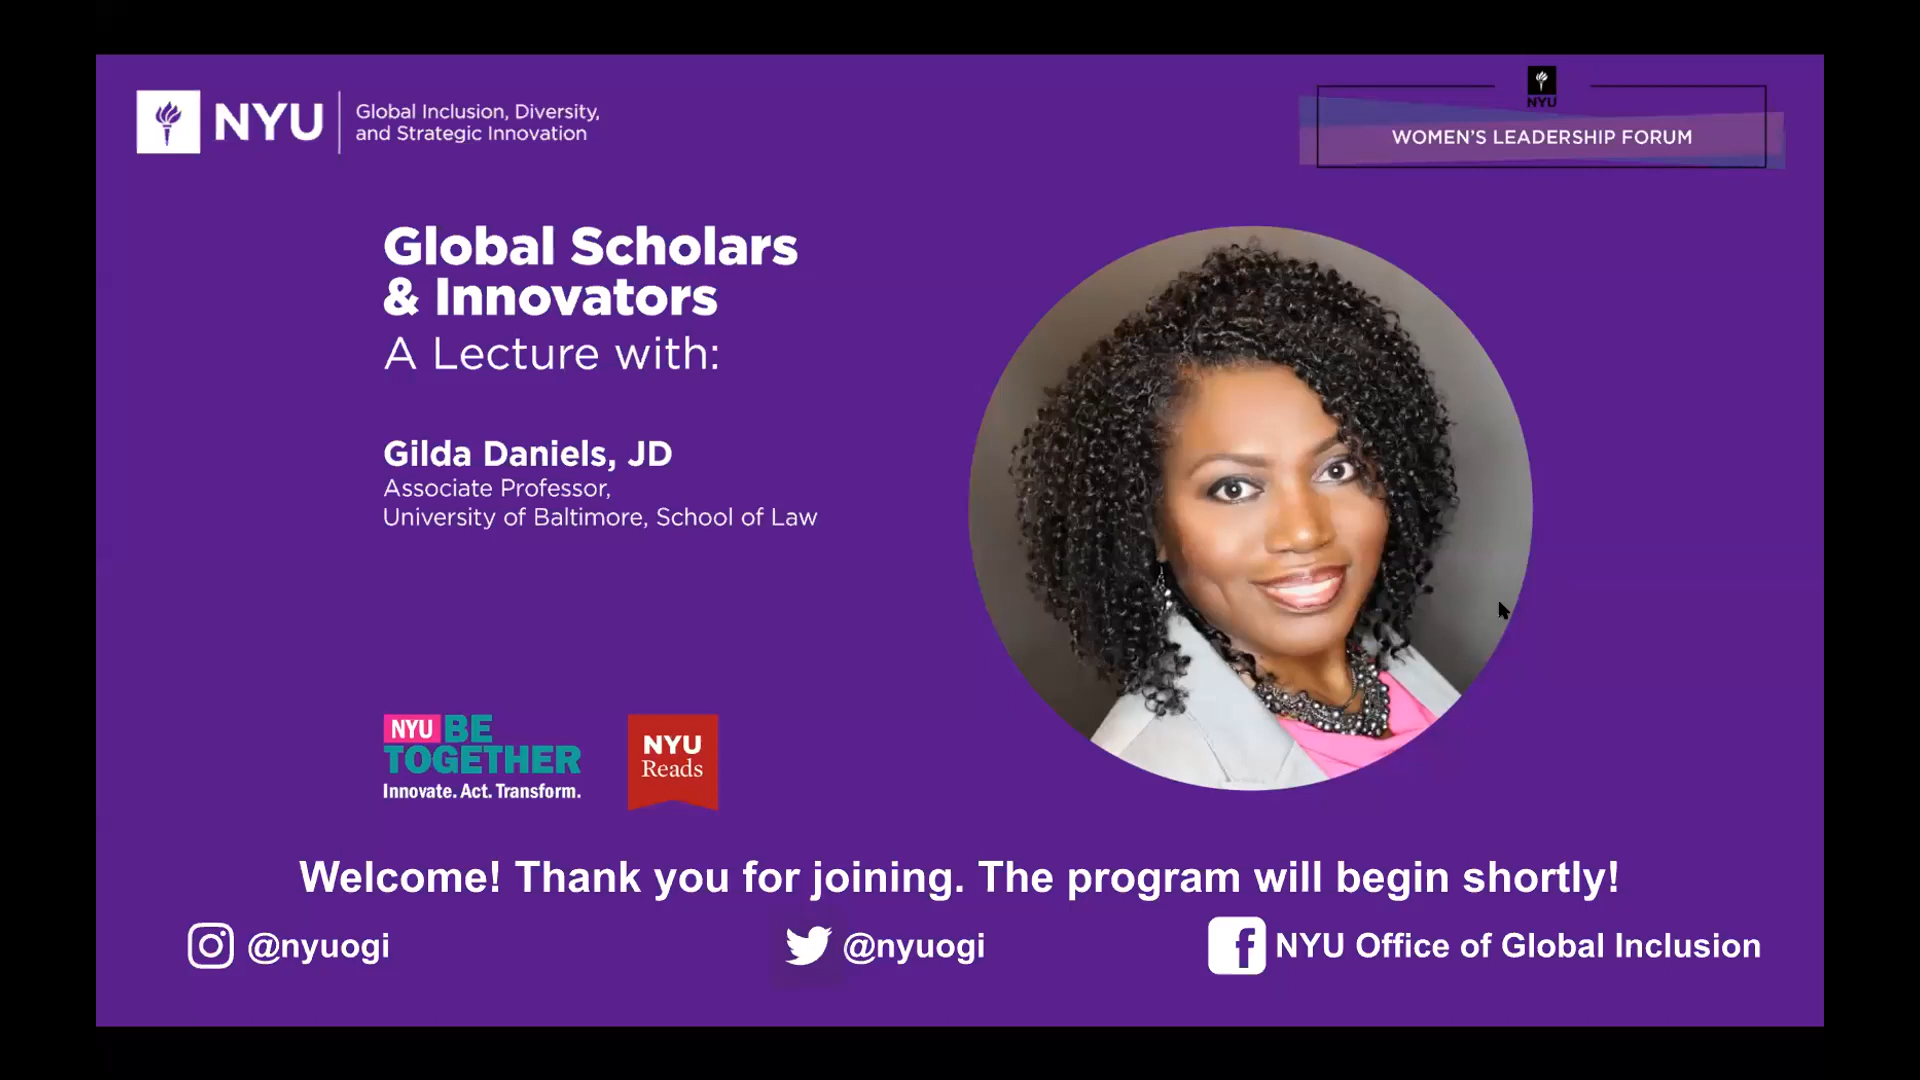 NYU
Global Inclusion, Diversity,
and Strategic Innovation
NYU
WOMEN'S LEADERSHIP FORUM
Global Scholars
& Innovators
A Lecture with:
Gilda Daniels, JD
Associate Professor,
University of Baltimore, School of Law
NYU BE
TOGETHER
Innovate. Act. Transform.
NYU
Reads
Welcome! Thank you for joining. The program will begin shortly!
@nyuogi
@nyuogi
NYU Office of Global Inclusion